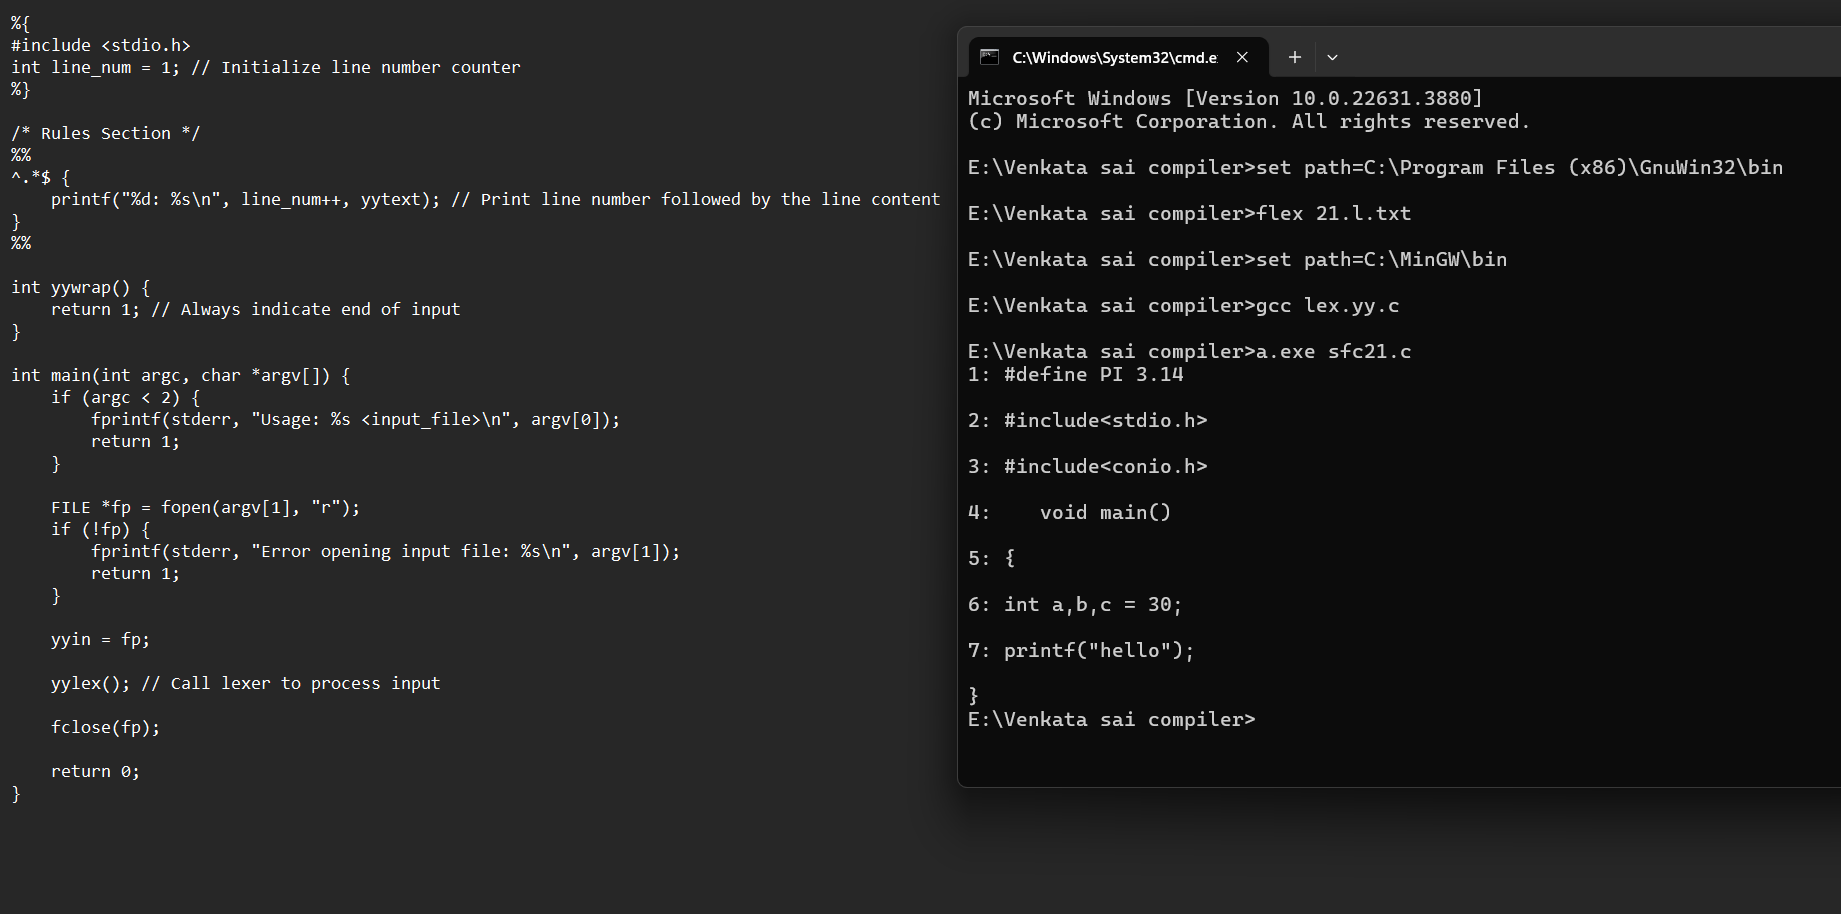 %{
#include <stdio.h>
int line_num = 1; // Initialize line number counter
%}
/* Rules Section */
%%
^.*$ {
    printf("%d: %s\n", line_num++, yytext); // Print line number followed by the line content
}
%%
int yywrap() {
    return 1; // Always indicate end of input
}
int main(int argc, char *argv[]) {
    if (argc < 2) {
        fprintf(stderr, "Usage: %s <input_file>\n", argv[0]);
        return 1;
    }
    FILE *fp = fopen(argv[1], "r");
    if (!fp) {
        fprintf(stderr, "Error opening input file: %s\n", argv[1]);
        return 1;
    }
    yyin = fp;
    yylex(); // Call lexer to process input
    fclose(fp);
    return 0;
}
C:\Windows\System32\cmd.e
Microsoft Windows [Version 10.0.22631.3880]
(c) Microsoft Corporation. All rights reserved.
E:\Venkata sai compiler>set path=C:\Program Files (x86)\GnuWin32\bin
E:\Venkata sai compiler>flex 21.l.txt
E:\Venkata sai compiler>set path=C:\MinGW\bin
E:\Venkata sai compiler>gcc lex.yy.c
E:\Venkata sai compiler>a.exe sfc21.c
1: #define PI 3.14
2: #include<stdio.h>
3: #include<conio.h>
4:    void main()
5: {
6: int a,b,c = 30;
7: printf("hello");
}
E:\Venkata sai compiler>